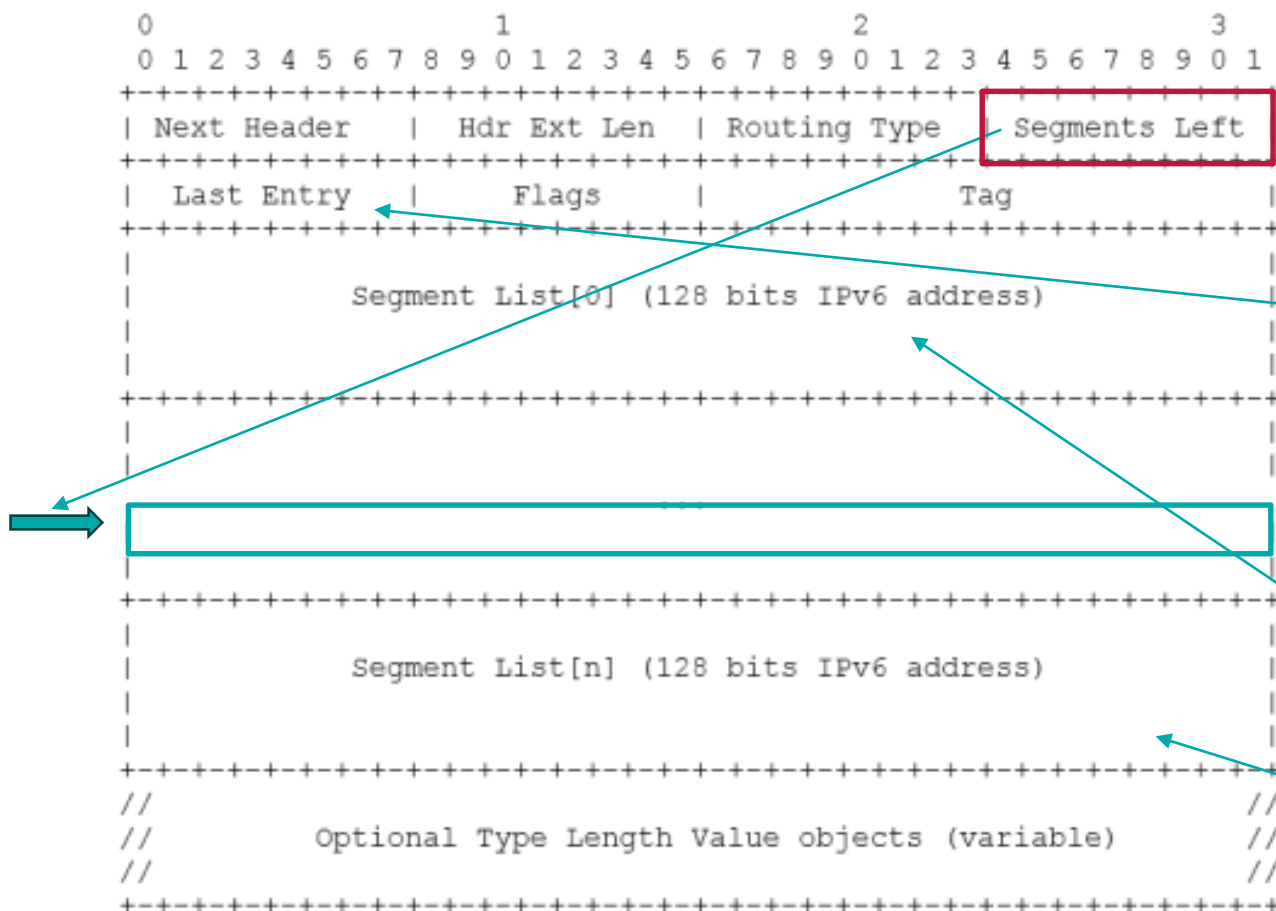 0 1 2 3
0 1 2 3 4 5 6 7 8 9 0 1 2 3 4 5 6 7 8 9 0 1 2 3 4 5 6 7 8 9 0 1
+-+-+-+-+-+-+-+-+-+-+-+-+-+-+-+-+-+-+-+-+-+-+-+-+-+-+-+-+-+-+-+-+
| Next Header | Hdr Ext Len | Routing Type | Segments Left |
+-+-+-+-+-+-+-+-+-+-+-+-+-+-+-+-+-+-+-+-+-+-+-+-+-+-+-+-+-+-+-+-+
| Last Entry | Flags | Tag |
+-+-+-+-+-+-+-+-+-+-+-+-+-+-+-+-+-+-+-+-+-+-+-+-+-+-+-+-+-+-+-+-+
| |
| Segment List[0] (128 bits IPv6 address) |
| |
| |
+-+-+-+-+-+-+-+-+-+-+-+-+-+-+-+-+-+-+-+-+-+-+-+-+-+-+-+-+-+-+-+-+
| |
| |
...
| |
+-+-+-+-+-+-+-+-+-+-+-+-+-+-+-+-+-+-+-+-+-+-+-+-+-+-+-+-+-+-+-+-+
| |
| Segment List[n] (128 bits IPv6 address) |
| |
| |
+-+-+-+-+-+-+-+-+-+-+-+-+-+-+-+-+-+-+-+-+-+-+-+-+-+-+-+-+-+-+-+-+
// //
// Optional Type Length Value objects (variable) //
// //
+-+-+-+-+-+-+-+-+-+-+-+-+-+-+-+-+-+-+-+-+-+-+-+-+-+-+-+-+-+-+-+-+